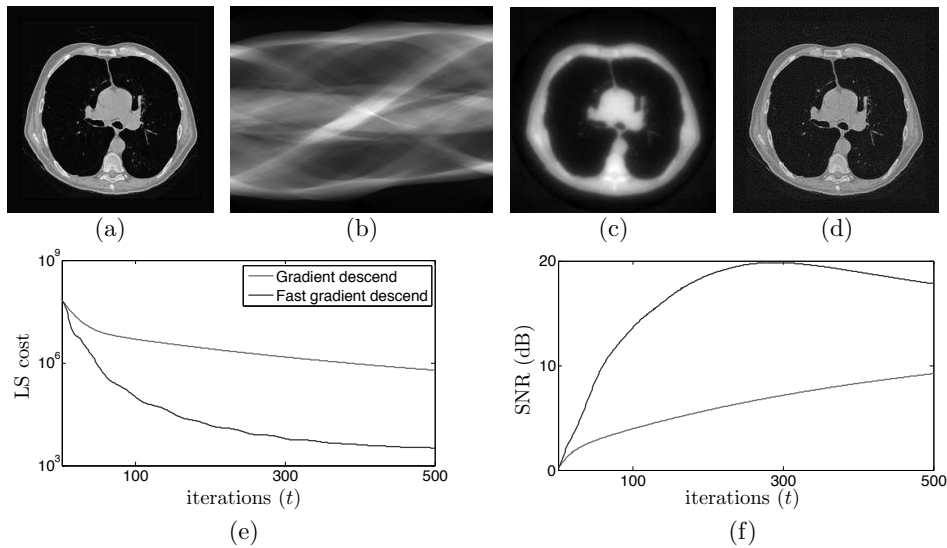 (a)
(b)
(c)
(d)
10^9
10^6
10^3
LS cost
Gradient descend
Fast gradient descend
100
300
500
iterations (t)
(e)
20
10
0
SNR (dB)
100
300
500
iterations (t)
(f)